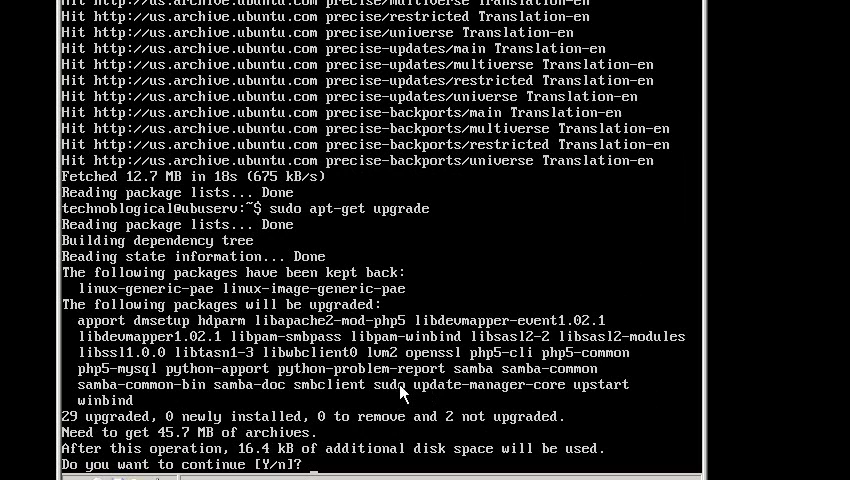 Hit http://us.archive.ubuntu.com precise/multiverse Translation-en
Hit http://us.archive.ubuntu.com precise/restricted Translation-en
Hit http://us.archive.ubuntu.com precise/universe Translation-en
Hit http://us.archive.ubuntu.com precise-updates/main Translation-en
Hit http://us.archive.ubuntu.com precise-updates/multiverse Translation-en
Hit http://us.archive.ubuntu.com precise-updates/restricted Translation-en
Hit http://us.archive.ubuntu.com precise-updates/universe Translation-en
Hit http://us.archive.ubuntu.com precise-backports/main Translation-en
Hit http://us.archive.ubuntu.com precise-backports/multiverse Translation-en
Hit http://us.archive.ubuntu.com precise-backports/restricted Translation-en
Hit http://us.archive.ubuntu.com precise-backports/universe Translation-en
Fetched 12.7 MB in 18s (675 kB/s)
Reading package lists... Done
technoblogical@ubuserv:~$ sudo apt-get upgrade
Reading package lists... Done
Building dependency tree
Reading state information... Done
The following packages have been kept back:
linux-generic-pae linux-image-generic-pae
The following packages will be upgraded:
apport dmsetup hdparm libapache2-mod-php5 libdevmapper-event1.02.1
libdevmapper1.02.1 libpam-smbpass libpam-winbind libsasl2-2 libsasl2-modules
libssl1.0.0 libtasn1-3 libwbclient0 lvm2 openssl php5-cli php5-common
php5-mysql python-apport python-problem-report samba samba-common
samba-common-bin samba-doc smbclient sudo update-manager-core upstart
winbind
29 upgraded, 0 newly installed, 0 to remove and 2 not upgraded.
Need to get 45.7 MB of archives.
After this operation, 16.4 kB of additional disk space will be used.
Do you want to continue [Y/n]? _